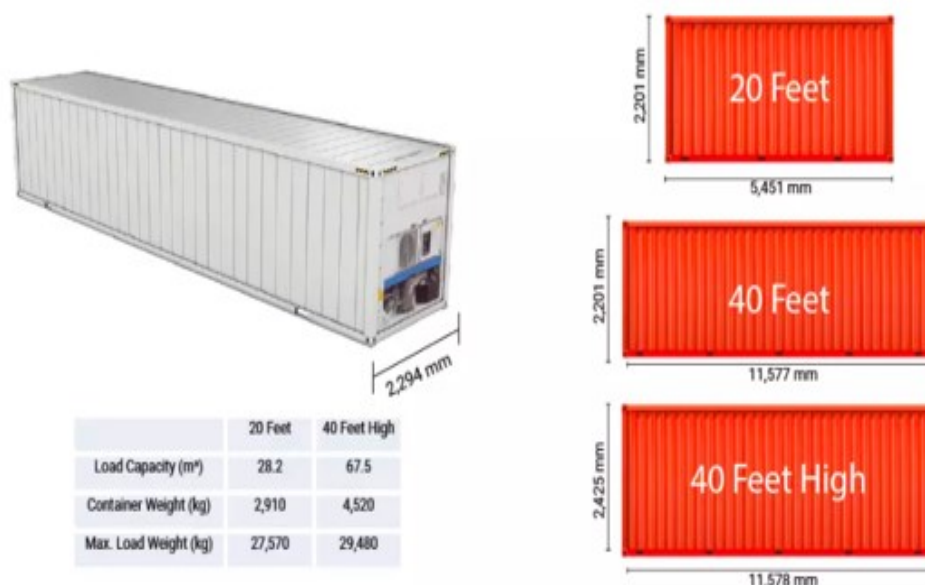 2,201 mm
20 Feet
5,451 mm
2,201 mm
40 Feet
11,577 mm
2,294 mm
2,425 mm
40 Feet High
11,578 mm
20 Feet 40 Feet High
Load Capacity (m³) 28.2 67.5
Container Weight (kg) 2,910 4,520
Max. Load Weight (kg) 27,570 29,480